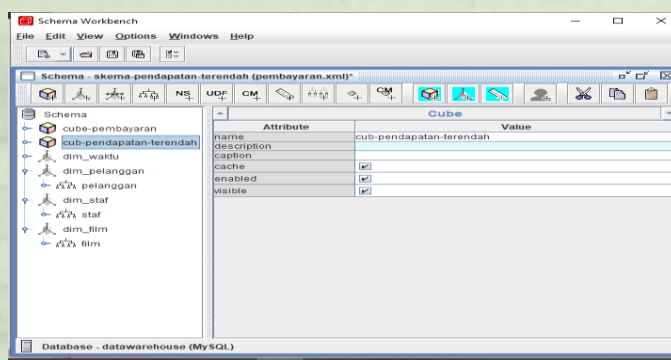 Schema Workbench
File Edit View Options Windows Help
Schema - skema-pendapatan-terendah (pembayaran.xml)*
NS UDF CM CM
Schema
cube-pembayaran
cub-pendapatan-terendah
dim_waktu
dim_pelanggan
pelanggan
dim_staf
staf
dim_film
film
Cube
Attribute Value
name cub-pendapatan-terendah
description
caption
cache
enabled
visible
Database - datawarehouse (MySQL)